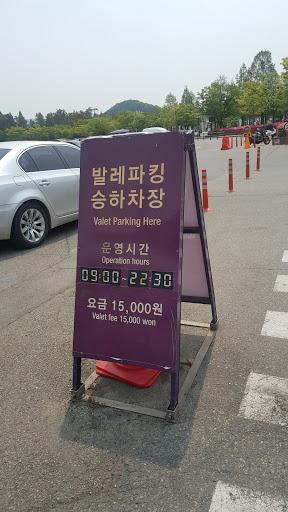 발레파킹
승하차장
Valet Parking Here
운영시간
Operation hours
09:00~22:30
요금 15,000원
Valet fee 15,000 won